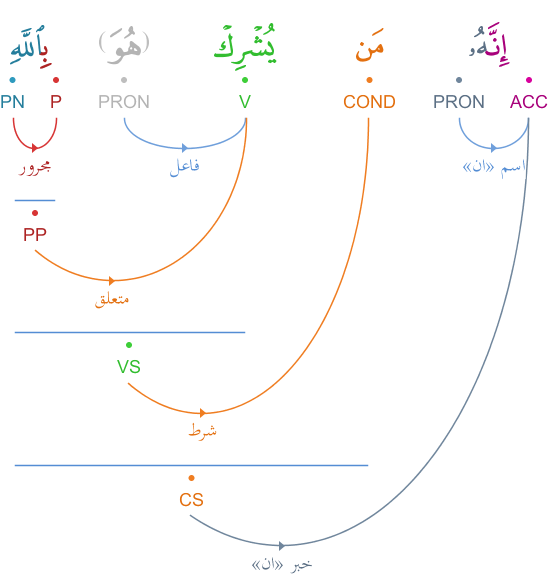 إِنَّهُۥ مَن يُشْرِكْ (هُوَ) بِٱللَّهِ
ACC PRON COND V PRON P PN
اسم «ان» فاعل مجرور
PP
متعلق
VS
شرط
CS
خبر «ان»